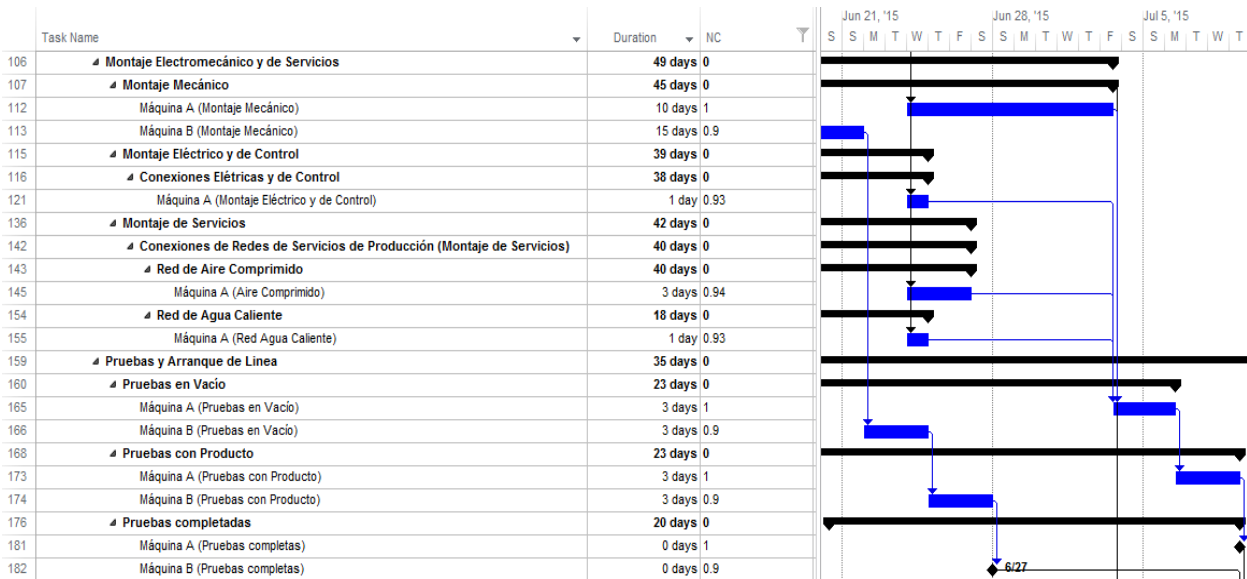 Jun 21, '15 Jun 28, '15 Jul 5, '15
Task Name Duration NC S S M T W T F S S M T W T F S S M T W T
106 Montaje Electromecánico y de Servicios 49 days 0
107 Montaje Mecánico 45 days 0
112 Máquina A (Montaje Mecánico) 10 days 1
113 Máquina B (Montaje Mecánico) 15 days 0.9
115 Montaje Eléctrico y de Control 39 days 0
116 Conexiones Elétricas y de Control 38 days 0
121 Máquina A (Montaje Eléctrico y de Control) 1 day 0.93
136 Montaje de Servicios 42 days 0
142 Conexiones de Redes de Servicios de Producción (Montaje de Servicios) 40 days 0
143 Red de Aire Comprimido 40 days 0
145 Máquina A (Aire Comprimido) 3 days 0.94
154 Red de Agua Caliente 18 days 0
155 Máquina A (Red Agua Caliente) 1 day 0.93
159 Pruebas y Arranque de Linea 35 days 0
160 Pruebas en Vacío 23 days 0
165 Máquina A (Pruebas en Vacío) 3 days 1
166 Máquina B (Pruebas en Vacío) 3 days 0.9
168 Pruebas con Producto 23 days 0
173 Máquina A (Pruebas con Producto) 3 days 1
174 Máquina B (Pruebas con Producto) 3 days 0.9
176 Pruebas completadas 20 days 0
181 Máquina A (Pruebas completas) 0 days 1
182 Máquina B (Pruebas completas) 0 days 0.9 6/27